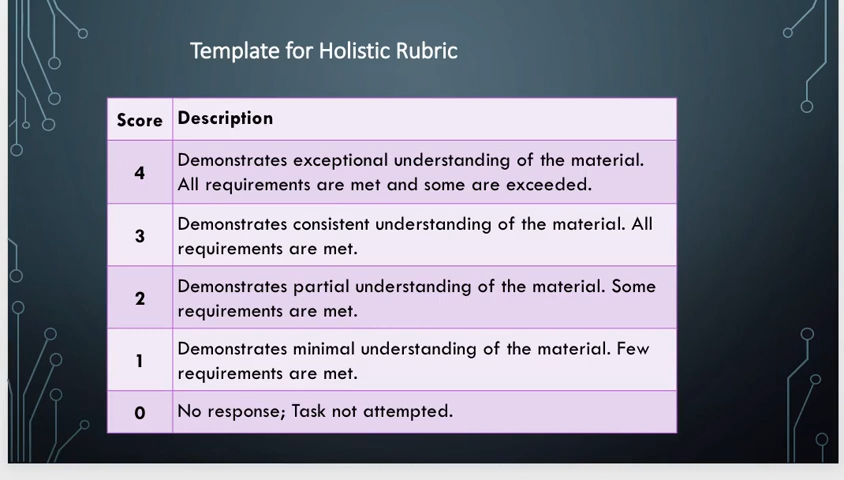 Template for Holistic Rubric
Score Description
4 Demonstrates exceptional understanding of the material.
All requirements are met and some are exceeded.
3 Demonstrates consistent understanding of the material. All
requirements are met.
2 Demonstrates partial understanding of the material. Some
requirements are met.
1 Demonstrates minimal understanding of the material. Few
requirements are met.
0 No response; Task not attempted.